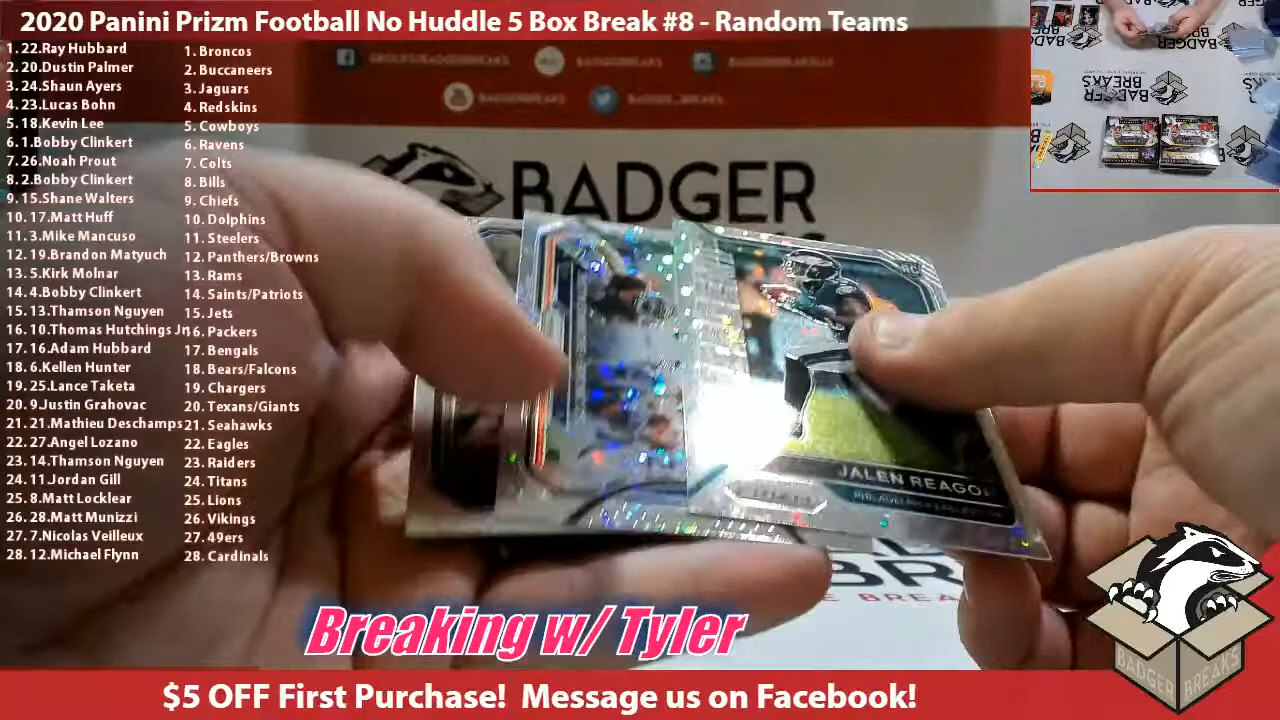 2020 Panini Prizm Football No Huddle 5 Box Break #8 - Random Teams
1. 22.Ray Hubbard
2. 20.Dustin Palmer
3. 24.Shaun Ayers
4. 23.Lucas Bohn
5. 18.Kevin Lee
6. 1.Bobby Clinkert
7. 26.Noah Prout
8. 2.Bobby Clinkert
9. 15.Shane Walters
10. 17.Matt Huff
11. 3.Mike Mancuso
12. 19.Brandon Matyuch
13. 5.Kirk Molnar
14. 4.Bobby Clinkert
15. 13.Thamson Nguyen
16. 10.Thomas Hutchings Jr
17. 16.Adam Hubbard
18. 6.Kellen Hunter
19. 25.Lance Taketa
20. 9.Justin Grahovac
21. 21.Mathieu Deschamps
22. 27.Angel Lozano
23. 14.Thamson Nguyen
24. 11.Jordan Gill
25. 8.Matt Locklear
26. 28.Matt Munizzi
27. 7.Nicolas Veilleux
28. 12.Michael Flynn
1. Broncos
2. Buccaneers
3. Jaguars
4. Redskins
5. Cowboys
6. Ravens
7. Colts
8. Bills
9. Chiefs
10. Dolphins
11. Steelers
12. Panthers/Browns
13. Rams
14. Saints/Patriots
15. Jets
16. Packers
17. Bengals
18. Bears/Falcons
19. Chargers
20. Texans/Giants
21. Seahawks
22. Eagles
23. Raiders
24. Titans
25. Lions
26. Vikings
27. 49ers
28. Cardinals
BADGER
JALEN REAGO
Breaking w/ Tyler
BADGER BREAKS
$5 OFF First Purchase! Message us on Facebook!